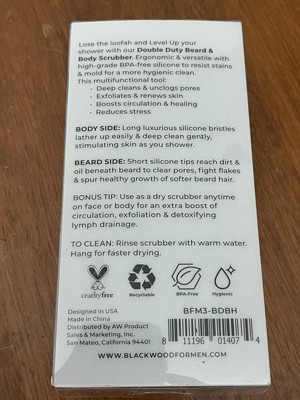 Lose the loofah and Level Up your
shower with our Double Duty Beard &
Body Scrubber. Ergonomic & versatile with
high-grade BPA-free silicone to resist stains
& mold for a more hygienic clean.
This multifunctional tool:
• Deep cleans & unclogs pores
• Exfoliates & renews skin
• Boosts circulation & healing
• Reduces stress
BODY SIDE: Long luxurious silicone bristles
lather up easily & deep clean gently,
stimulating skin as you shower.
BEARD SIDE: Short silicone tips reach dirt &
oil beneath beard to clear pores, fight flakes
& spur healthy growth of softer beard hair.
BONUS TIP: Use as a dry scrubber anytime
on face or body for an extra boost of
circulation, exfoliation & detoxifying
lymph drainage.
TO CLEAN: Rinse scrubber with warm water.
Hang for faster drying.
crueltyfree
Recyclable
BPA-Free
Hygienic
Designed in USA
Made in China
Distributed by AW Product
Sales & Marketing, Inc.
San Mateo, California 94401
BFM3-BDBH
8 11196 01407 4
WWW.BLACKWOODFORMEN.COM